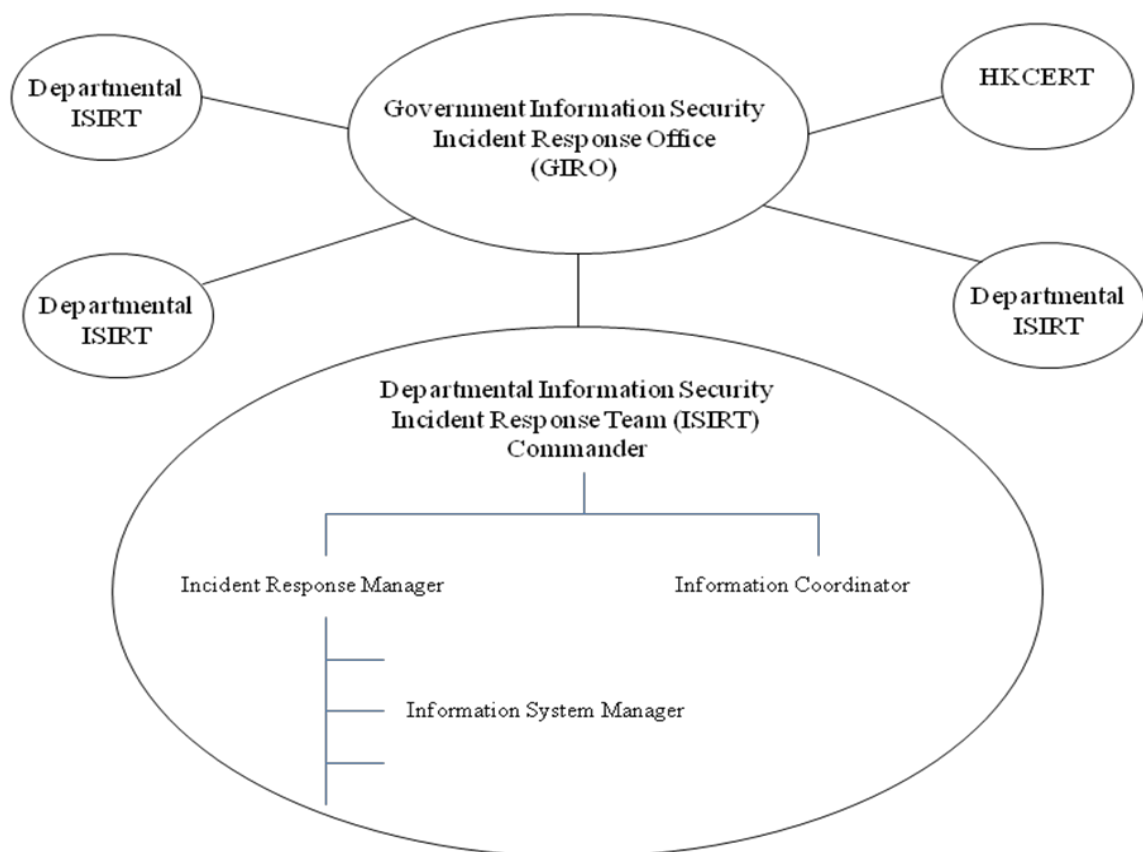 Departmental
ISIRT
Government Information Security
Incident Response Office
(GIRO)
HKCERT
Departmental
ISIRT
Departmental
ISIRT
Departmental Information Security
Incident Response Team (ISIRT)
Commander
Incident Response Manager
Information Coordinator
Information System Manager